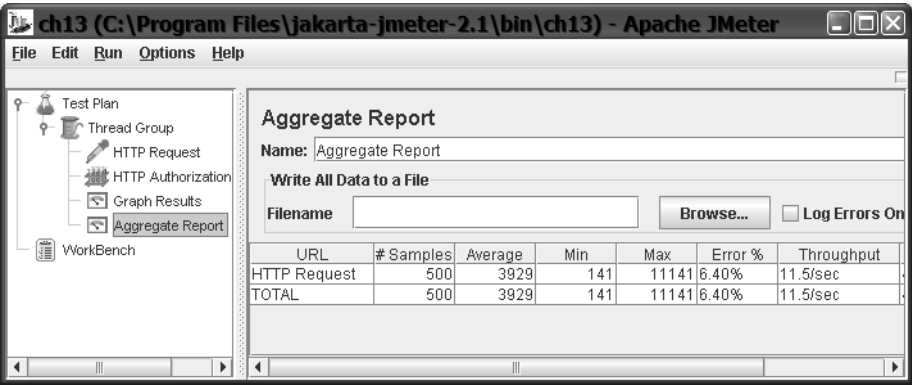 ch13 (C:\Program Files\jakarta-jmeter-2.1\bin\ch13) - Apache JMeter
File Edit Run Options Help
Test Plan
Thread Group
HTTP Request
HTTP Authorization
Graph Results
Aggregate Report
WorkBench
Aggregate Report
Name: Aggregate Report
Write All Data to a File
Filename Browse... Log Errors On
URL # Samples Average Min Max Error % Throughput
HTTP Request 500 3929 141 11141 6.40% 11.5/sec
TOTAL 500 3929 141 11141 6.40% 11.5/sec